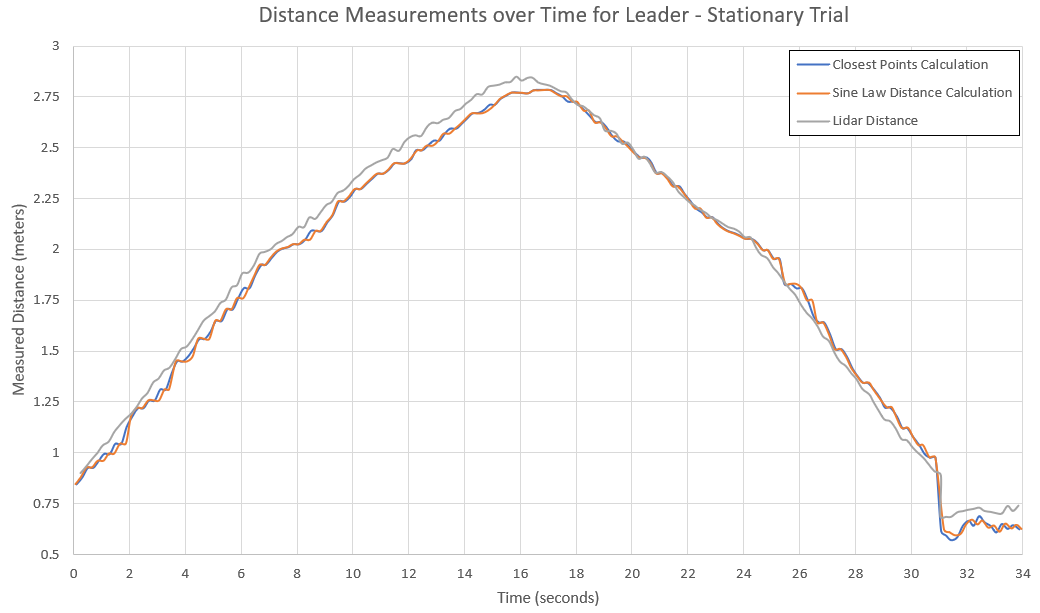 Distance Measurements over Time for Leader - Stationary Trial
3
2.75
2.5
2.25
2
1.75
1.5
1.25
1
0.75
0.5
Measured Distance (meters)
Closest Points Calculation
Sine Law Distance Calculation
Lidar Distance
0 2 4 6 8 10 12 14 16 18 20 22 24 26 28 30 32 34
Time (seconds)